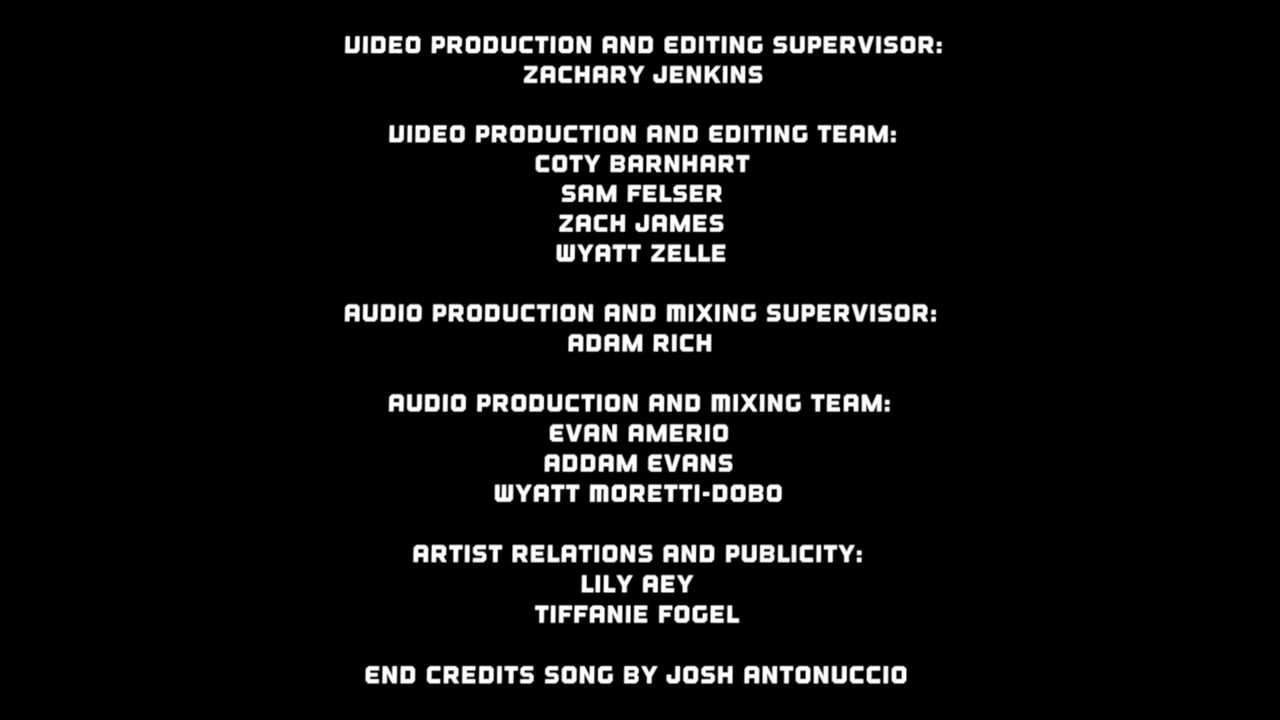 VIDEO PRODUCTION AND EDITING SUPERVISOR:
ZACHARY JENKINS
VIDEO PRODUCTION AND EDITING TEAM:
COTY BARNHART
SAM FELSER
ZACH JAMES
WYATT ZELLE
AUDIO PRODUCTION AND MIXING SUPERVISOR:
ADAM RICH
AUDIO PRODUCTION AND MIXING TEAM:
EVAN AMERIO
ADDAM EVANS
WYATT MORETTI-DOBO
ARTIST RELATIONS AND PUBLICITY:
LILY AEY
TIFFANIE FOGEL
END CREDITS SONG BY JOSH ANTONUCCIO